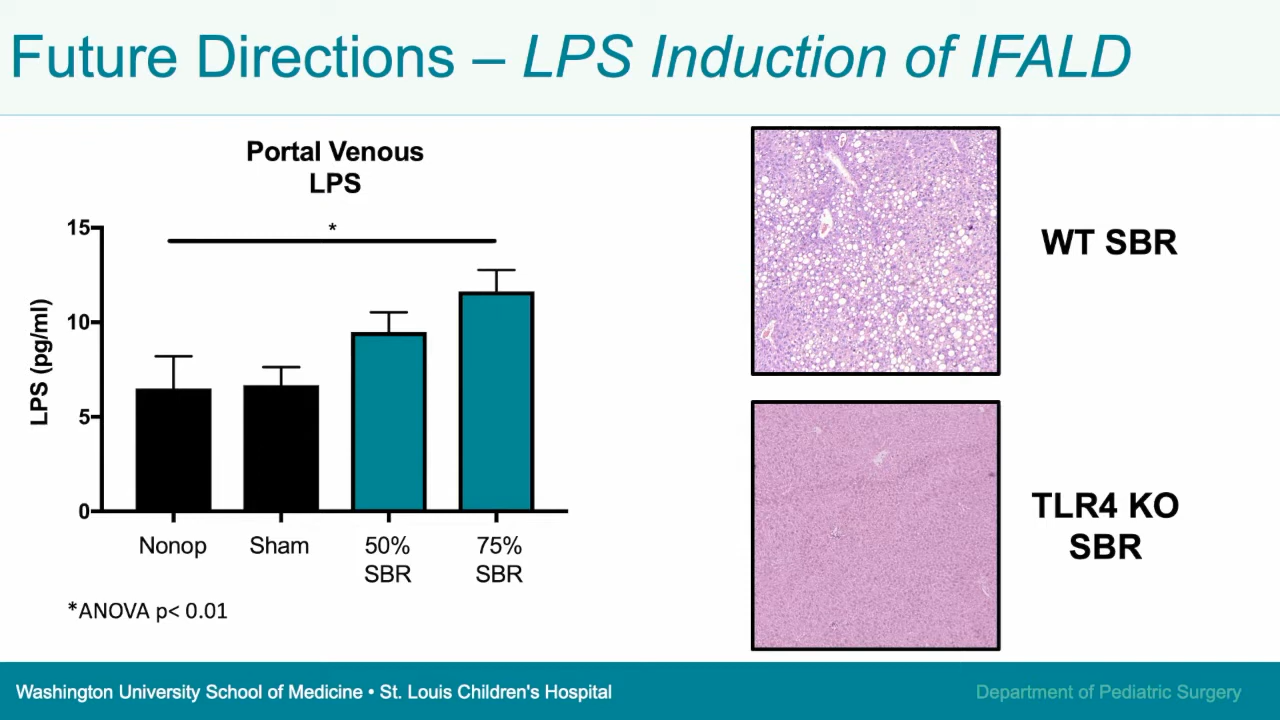 Future Directions – LPS Induction of IFALD
Portal Venous
LPS
*
15
10
5
0
LPS (pg/ml)
Nonop
Sham
50%
SBR
75%
SBR
*ANOVA p< 0.01
WT SBR
TLR4 KO
SBR
Washington University School of Medicine • St. Louis Children's Hospital
Department of Pediatric Surgery